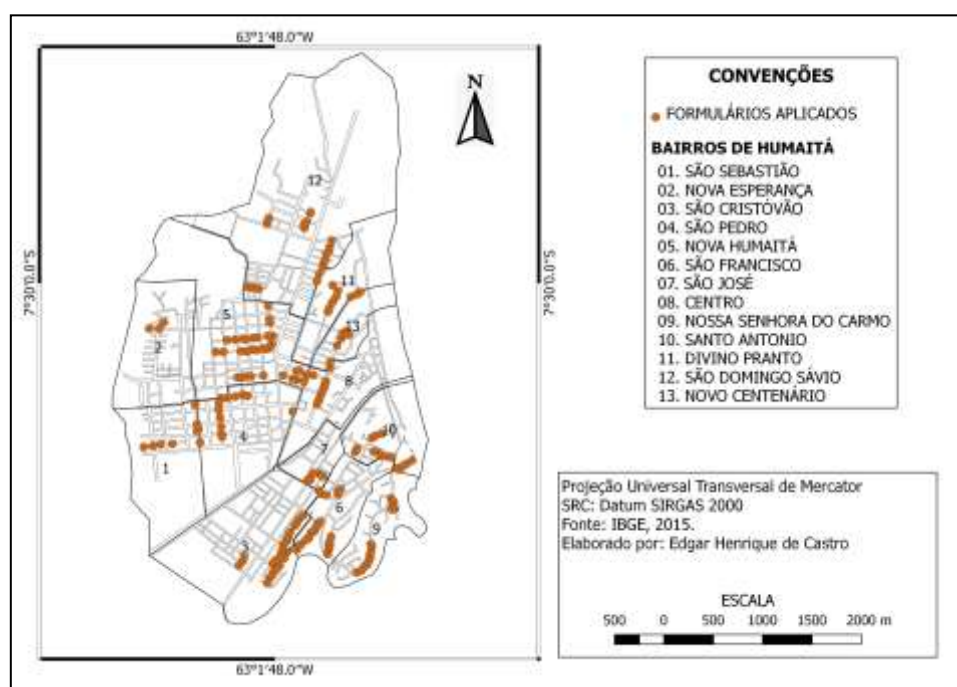 63°1'48.0"W
N
7°30'0.0"S
7°30'0.0"S
12
11
13
5
2
8
4
1
10
7
6
9
3
63°1'48.0"W
CONVENÇÕES
FORMULÁRIOS APLICADOS
BAIRROS DE HUMAITÁ
01. SÃO SEBASTIÃO
02. NOVA ESPERANÇA
03. SÃO CRISTÓVÃO
04. SÃO PEDRO
05. NOVA HUMAITÁ
06. SÃO FRANCISCO
07. SÃO JOSÉ
08. CENTRO
09. NOSSA SENHORA DO CARMO
10. SANTO ANTONIO
11. DIVINO PRANTO
12. SÃO DOMINGO SÁVIO
13. NOVO CENTENÁRIO
Projeção Universal Transversal de Mercator
SRC: Datum SIRGAS 2000
Fonte: IBGE, 2015.
Elaborado por: Edgar Henrique de Castro
ESCALA
500 0 500 1000 1500 2000 m